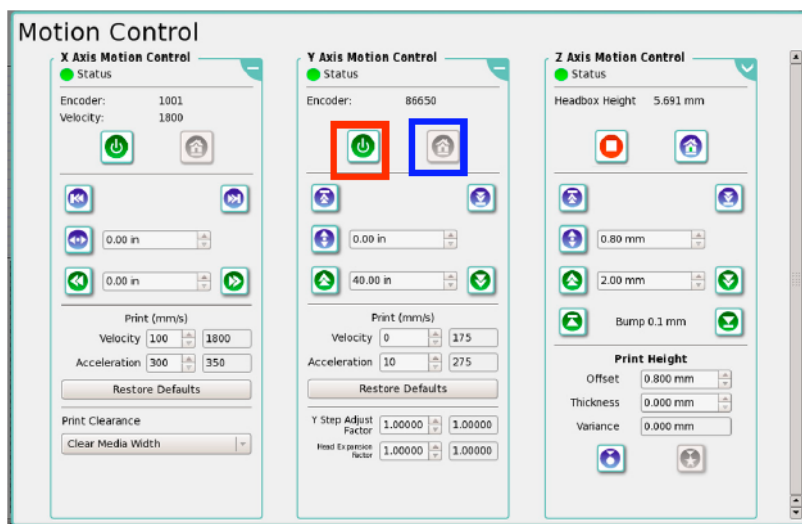 Motion Control
X Axis Motion Control
Status
Encoder: 1001
Velocity: 1800
0.00 in
0.00 in
Print (mm/s)
Velocity 100 1800
Acceleration 300 350
Restore Defaults
Print Clearance
Clear Media Width
Y Axis Motion Control
Status
Encoder: 86650
0.00 in
40.00 in
Print (mm/s)
Velocity 0 175
Acceleration 10 275
Restore Defaults
Y Step Adjust
Factor 1.00000 1.00000
Head Expansion
Factor 1.00000 1.00000
Z Axis Motion Control
Status
Headbox Height 5.691 mm
0.80 mm
2.00 mm
Bump 0.1 mm
Print Height
Offset 0.800 mm
Thickness 0.000 mm
Variance 0.000 mm